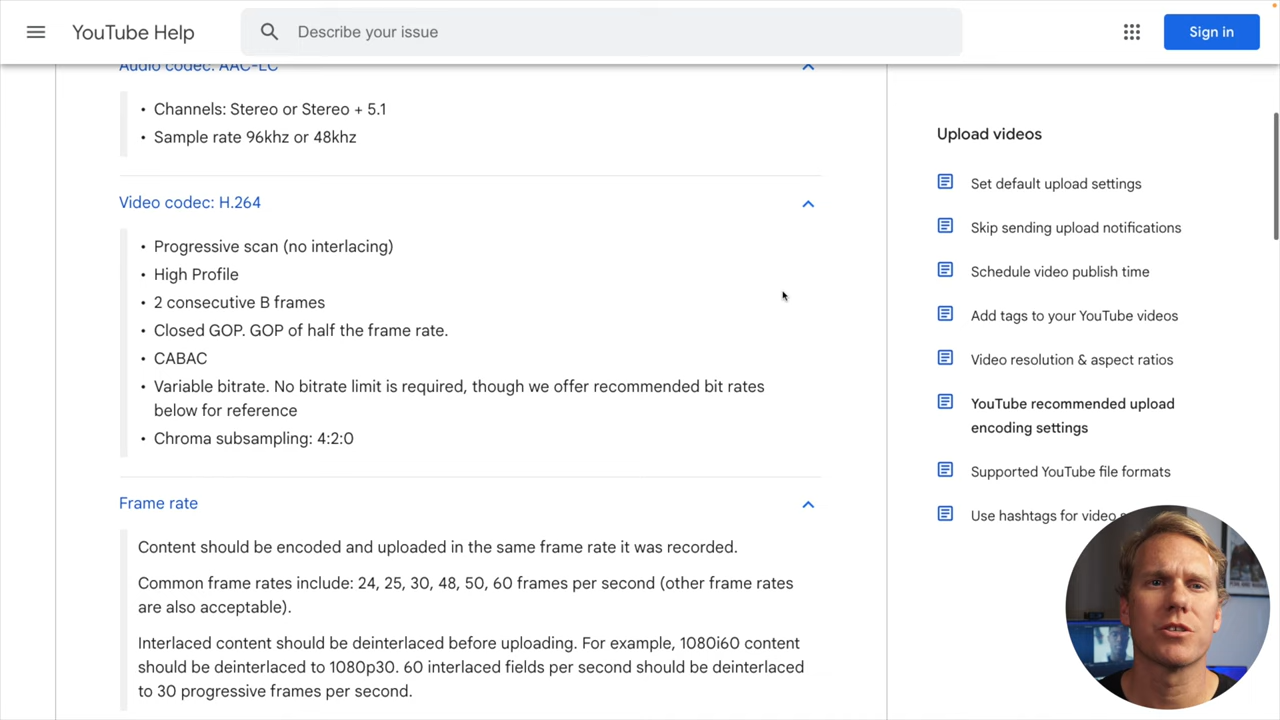 YouTube Help
Describe your issue
Sign in
Audio codec: AAC-LC
• Channels: Stereo or Stereo + 5.1
• Sample rate 96khz or 48khz
Video codec: H.264
• Progressive scan (no interlacing)
• High Profile
• 2 consecutive B frames
• Closed GOP. GOP of half the frame rate.
• CABAC
• Variable bitrate. No bitrate limit is required, though we offer recommended bit rates
below for reference
• Chroma subsampling: 4:2:0
Frame rate
Content should be encoded and uploaded in the same frame rate it was recorded.
Common frame rates include: 24, 25, 30, 48, 50, 60 frames per second (other frame rates
are also acceptable).
Interlaced content should be deinterlaced before uploading. For example, 1080i60 content
should be deinterlaced to 1080p30. 60 interlaced fields per second should be deinterlaced
to 30 progressive frames per second.
Upload videos
Set default upload settings
Skip sending upload notifications
Schedule video publish time
Add tags to your YouTube videos
Video resolution & aspect ratios
YouTube recommended upload
encoding settings
Supported YouTube file formats
Use hashtags for video